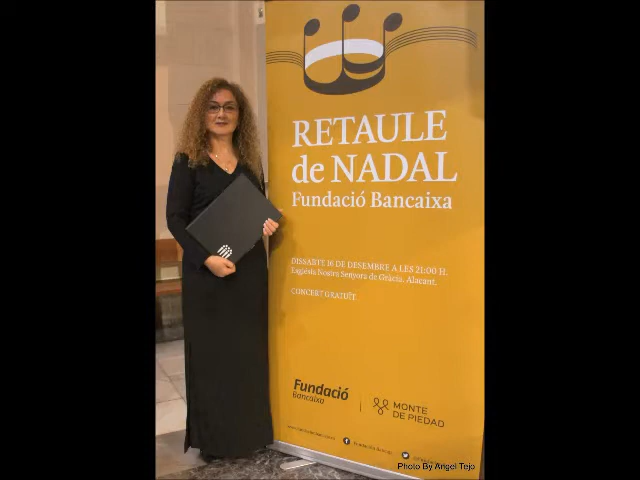 RETAULE
de NADAL
Fundació Bancaixa
DISSABTE 16 DE DESEMBRE A LES 21:00 H.
Església Nostra Senyora de Gràcia. Alacant.
CONCERT GRATUÏT
Fundació
Bancaixa
MONTE
DE PIEDAD
Photo By Angel Tejo